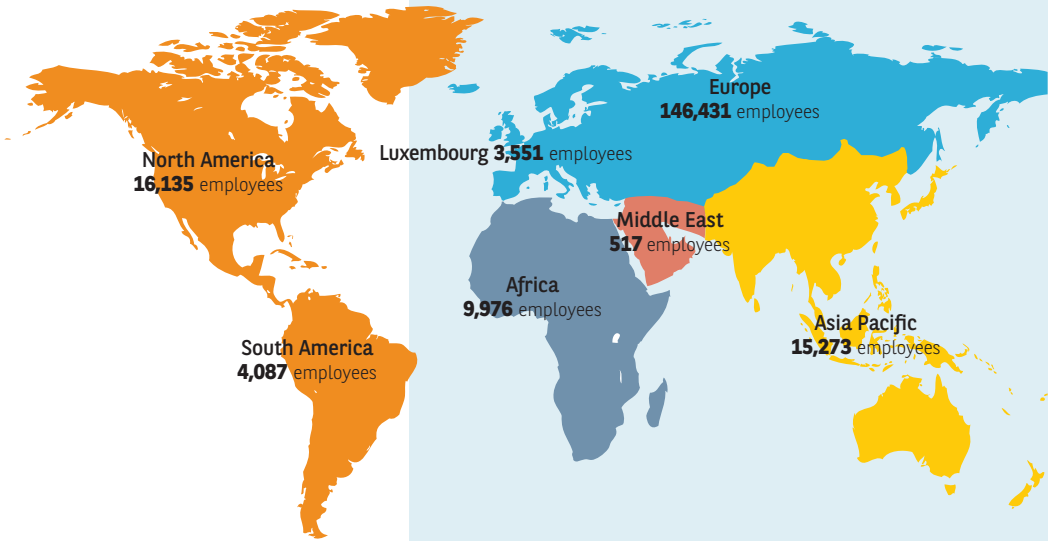 Europe
146,431 employees
Luxembourg 3,551 employees
North America
16,135 employees
Middle East
517 employees
Africa
9,976 employees
Asia Pacific
15,273 employees
South America
4,087 employees